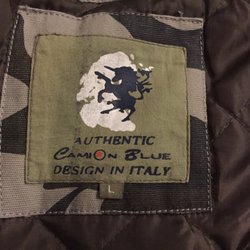 AUTHENTIC
CAMION BLUE
DESIGN IN ITALY
L